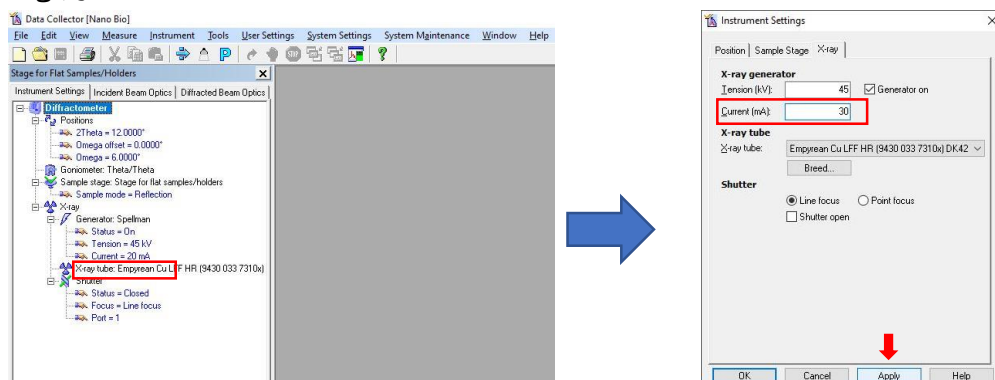 Data Collector [Nano Bio]
File Edit View Measure Instrument Tools User Settings System Settings System Maintenance Window Help
Stage for Flat Samples/Holders
Instrument Settings Incident Beam Optics Diffracted Beam Optics
Diffractometer
Positions
2Theta = 12.0000°
Omega offset = 0.0000°
Omega = 6.0000°
Goniometer: Theta/Theta
Sample stage: Stage for flat samples/holders
Sample mode = Reflection
X-ray
Generator: Spellman
Status = On
Tension = 45 kV
Current = 20 mA
X-ray tube: Empyrean Cu LFF HR (9430 033 7310x)
Shutter
Status = Closed
Focus = Line focus
Port = 1
Instrument Settings
Position Sample Stage X-ray
X-ray generator
Tension (kV): 45 Generator on
Current (mA): 30
X-ray tube
X-ray tube: Empyrean Cu LFF HR (9430 033 7310x) DK42
Breed...
Shutter
Line focus Point focus
Shutter open
OK Cancel Apply Help